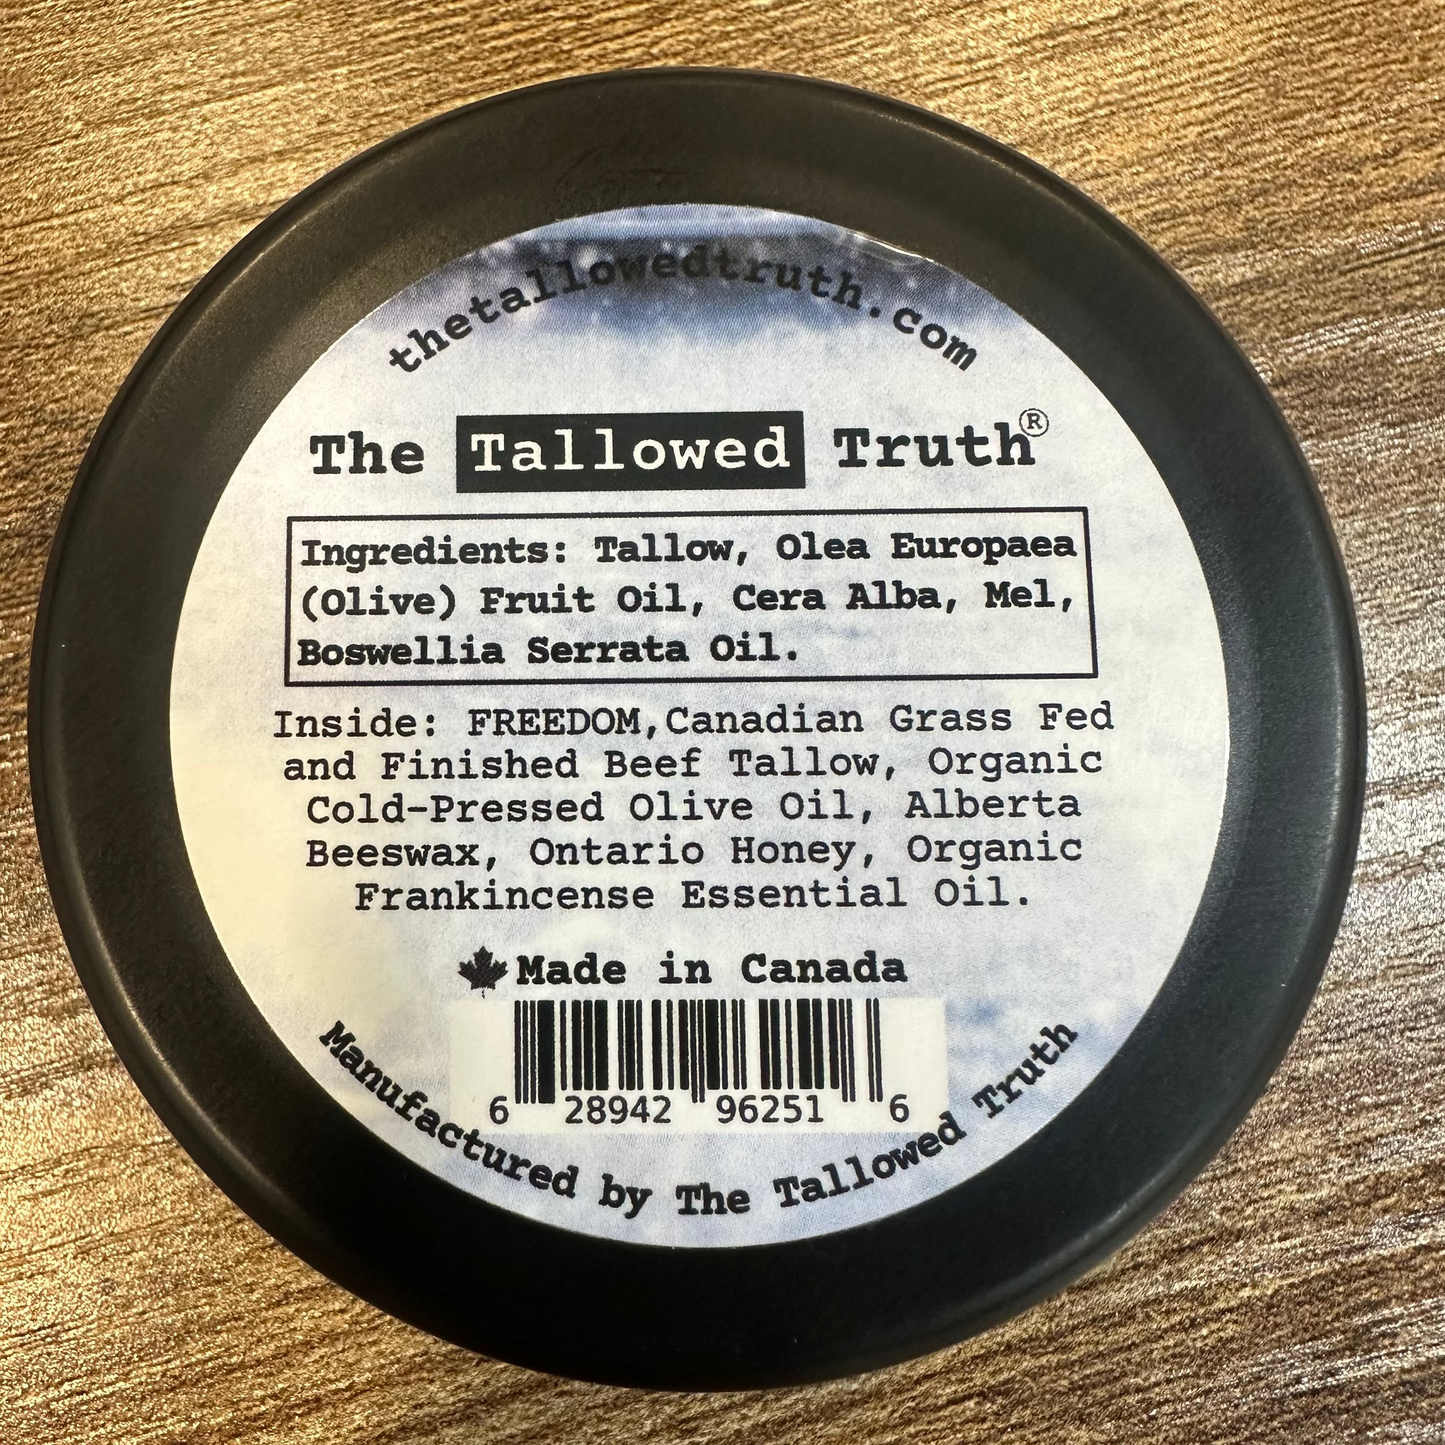 thetallowedtruth.com
The Tallowed Truth®
Ingredients: Tallow, Olea Europaea
(Olive) Fruit Oil, Cera Alba, Mel,
Boswellia Serrata Oil.
Inside: FREEDOM,Canadian Grass Fed
and Finished Beef Tallow, Organic
Cold-Pressed Olive Oil, Alberta
Beeswax, Ontario Honey, Organic
Frankincense Essential Oil.
Made in Canada
6 28942 96251 6
Manufactured by The Tallowed Truth